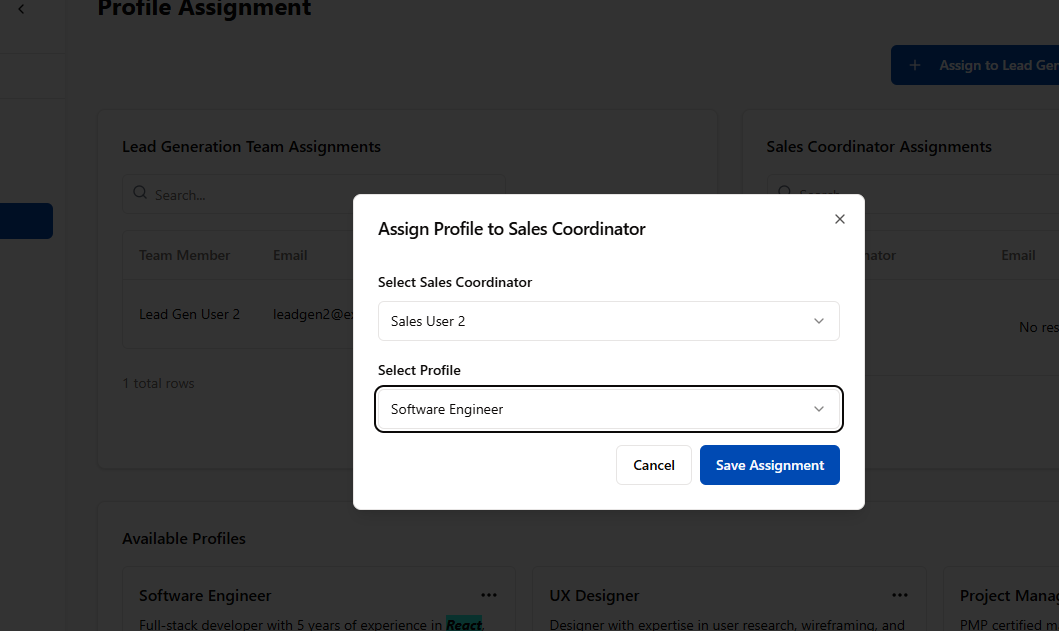 Profile Assignment
Assign to Lead Gen
Lead Generation Team Assignments
Sales Coordinator Assignments
Search...
Search
Team Member Email
Email
Lead Gen User 2 leadgen2@ex
No res
1 total rows
Assign Profile to Sales Coordinator
Select Sales Coordinator
Sales User 2
Select Profile
Software Engineer
Cancel
Save Assignment
Available Profiles
Software Engineer
Full-stack developer with 5 years of experience in React,
UX Designer
Designer with expertise in user research, wireframing, and
Project Manag
PMP certified m